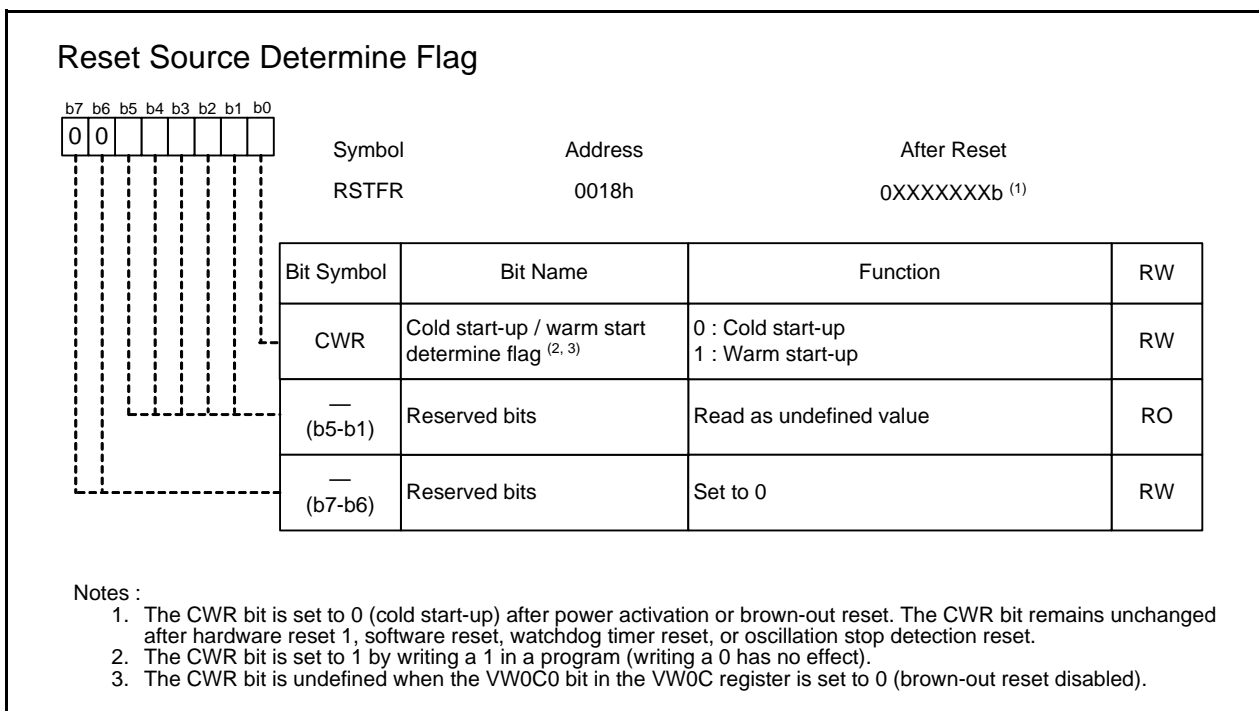 Reset Source Determine Flag
b7 b6 b5 b4 b3 b2 b1 b0
0 0
Symbol Address After Reset
RSTFR 0018h 0XXXXXXXb (1)
Bit Symbol Bit Name Function RW
CWR Cold start-up / warm start determine flag (2, 3) 0 : Cold start-up 1 : Warm start-up RW
— (b5-b1) Reserved bits Read as undefined value RO
— (b7-b6) Reserved bits Set to 0 RW
Notes :
1. The CWR bit is set to 0 (cold start-up) after power activation or brown-out reset. The CWR bit remains unchanged
after hardware reset 1, software reset, watchdog timer reset, or oscillation stop detection reset.
2. The CWR bit is set to 1 by writing a 1 in a program (writing a 0 has no effect).
3. The CWR bit is undefined when the VW0C0 bit in the VW0C register is set to 0 (brown-out reset disabled).